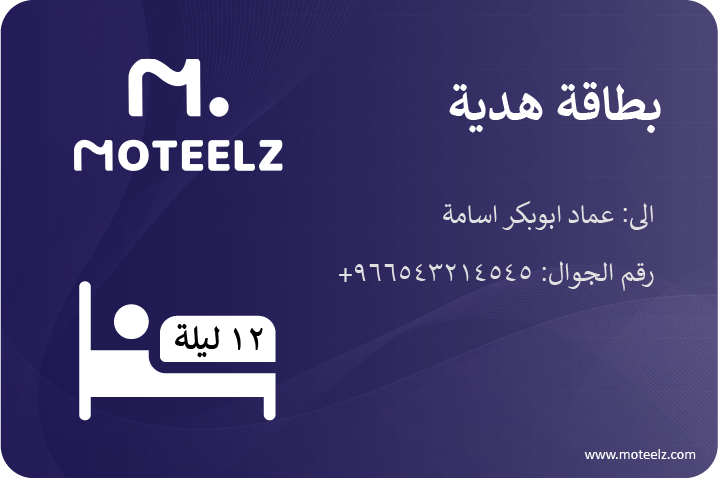 بطاقة هدية
MOTEELZ
الى: عماد ابوبكر اسامة
رقم الجوال: ٩٦٦٥٤٣٢١٤٥٤٥+
١٢ ليلة
www.moteelz.com